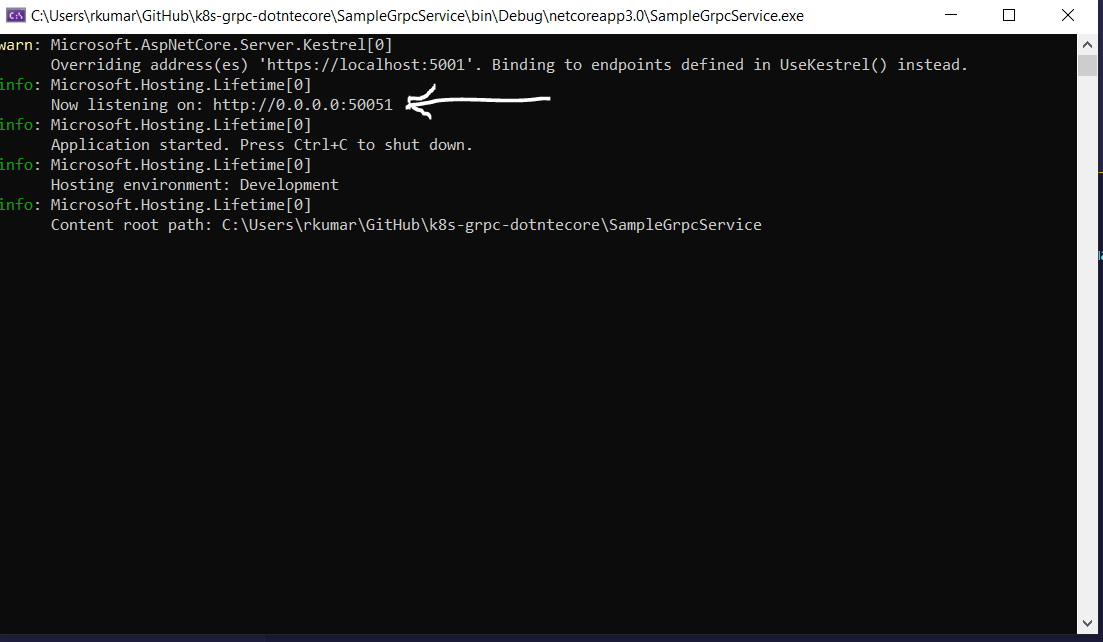 C:\Users\rkumar\GitHub\k8s-grpc-dotntecore\SampleGrpcService\bin\Debug\netcoreapp3.0\SampleGrpcService.exe
warn: Microsoft.AspNetCore.Server.Kestrel[0]
Overriding address(es) 'https://localhost:5001'. Binding to endpoints defined in UseKestrel() instead.
info: Microsoft.Hosting.Lifetime[0]
Now listening on: http://0.0.0.0:50051
info: Microsoft.Hosting.Lifetime[0]
Application started. Press Ctrl+C to shut down.
info: Microsoft.Hosting.Lifetime[0]
Hosting environment: Development
info: Microsoft.Hosting.Lifetime[0]
Content root path: C:\Users\rkumar\GitHub\k8s-grpc-dotntecore\SampleGrpcService